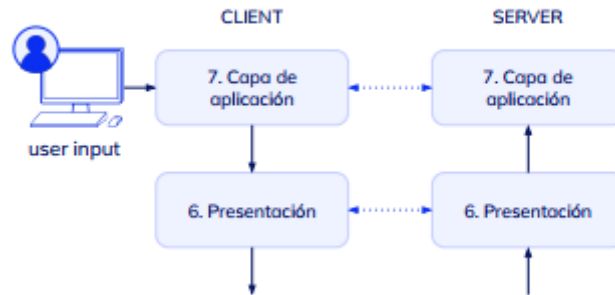 CLIENT
SERVER
7. Capa de
aplicación
7. Capa de
aplicación
user input
6. Presentación
6. Presentación